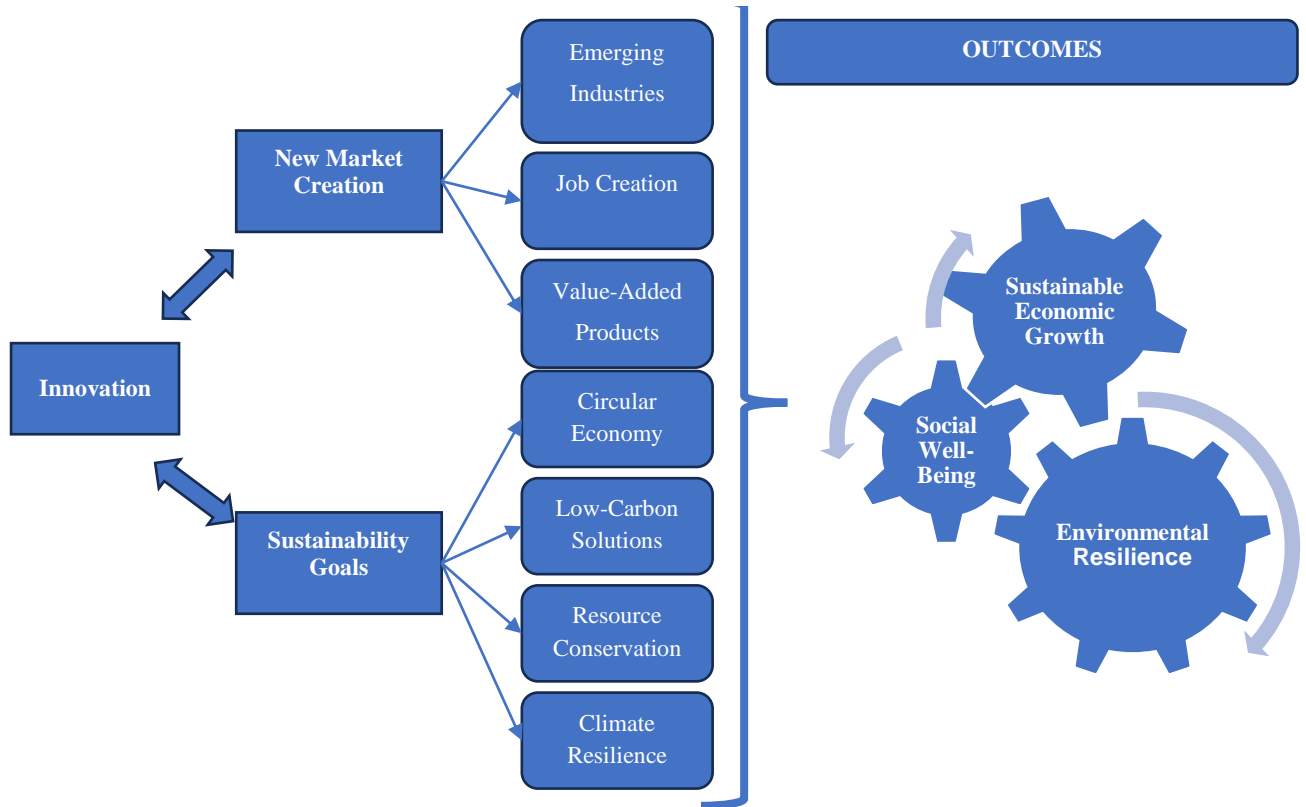 Innovation
New Market
Creation
Sustainability
Goals
Emerging
Industries
Job Creation
Value-Added
Products
Circular
Economy
Low-Carbon
Solutions
Resource
Conservation
Climate
Resilience
OUTCOMES
Sustainable
Economic
Growth
Social
Well-
Being
Environmental
Resilience